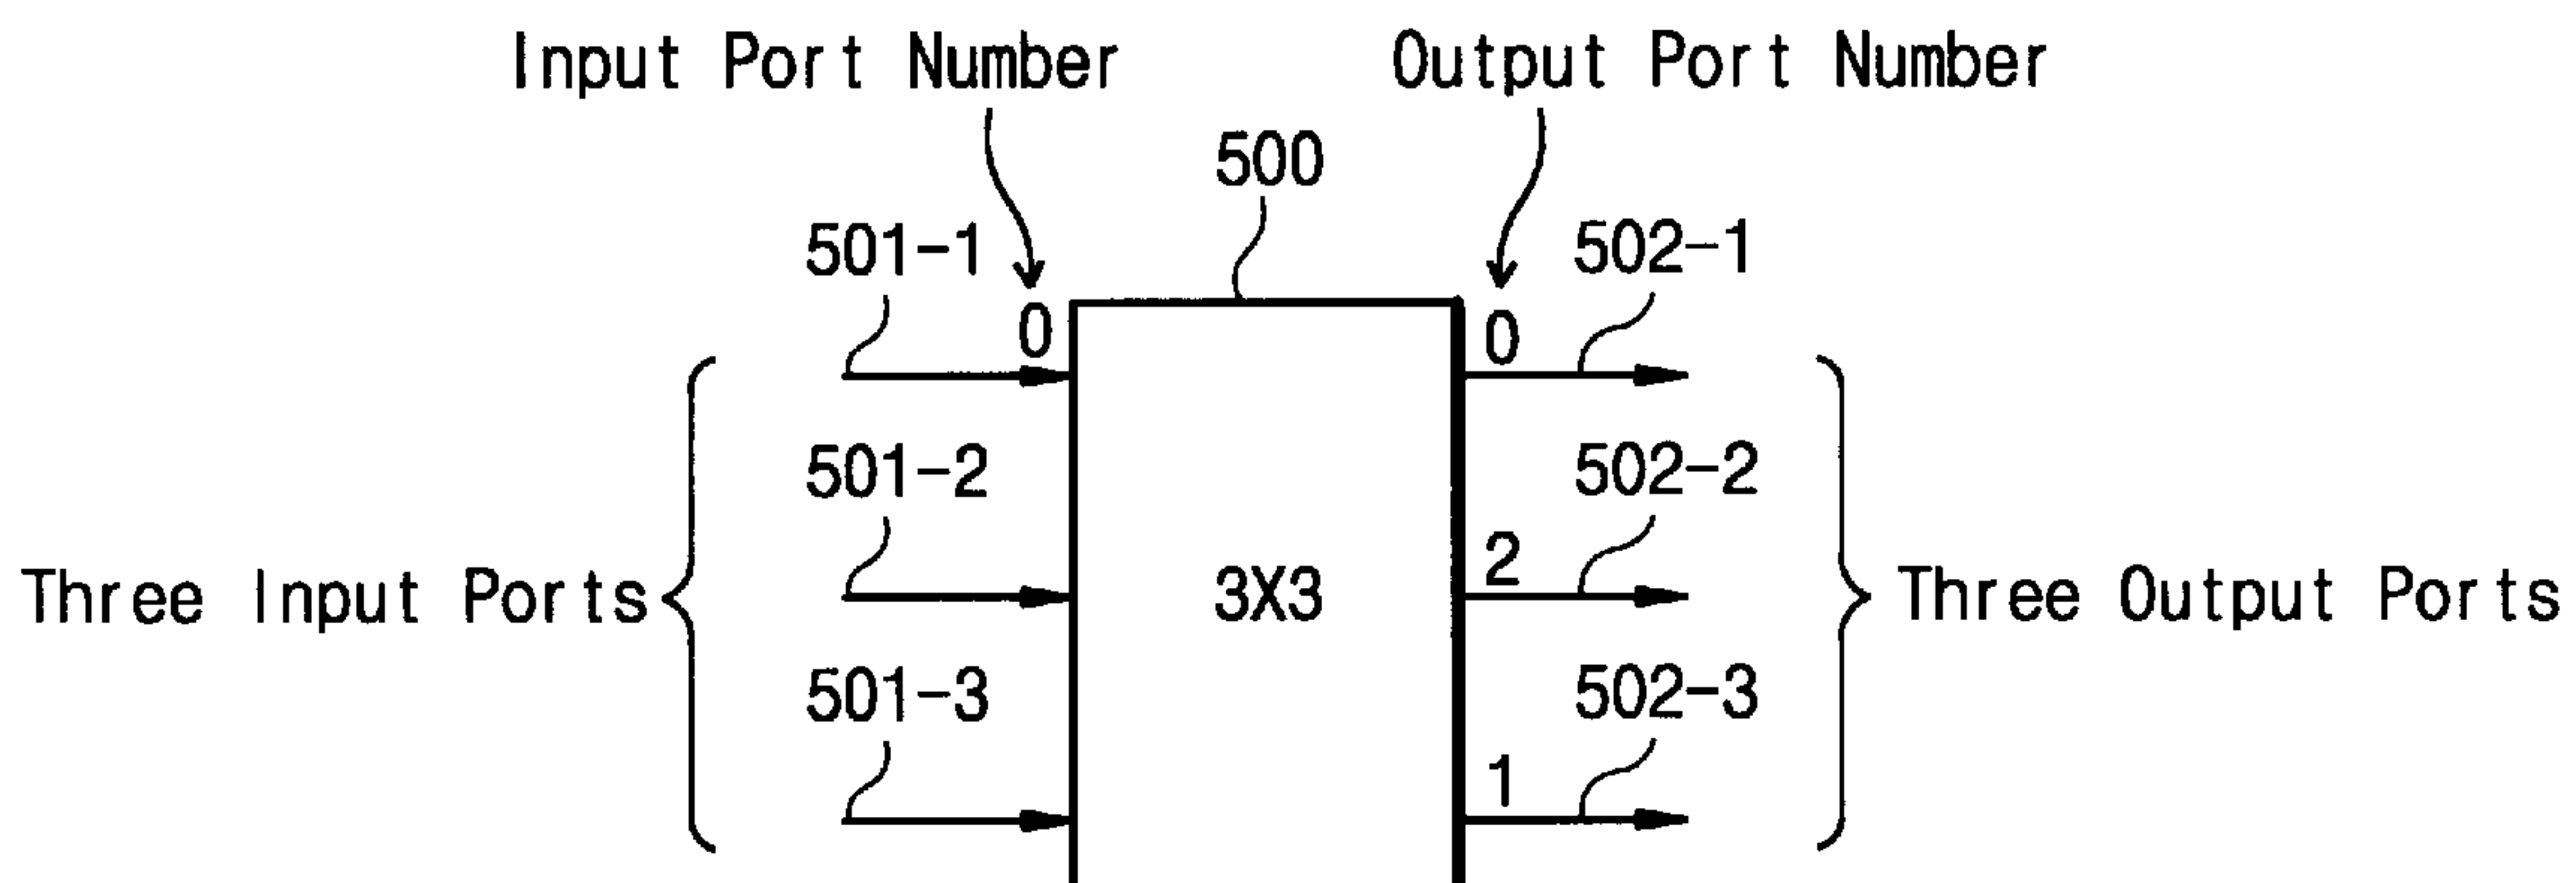 Input Port Number
Output Port Number
500
501-1
502-1
0
0
501-2
502-2
2
Three Input Ports
3X3
Three Output Ports
501-3
502-3
1